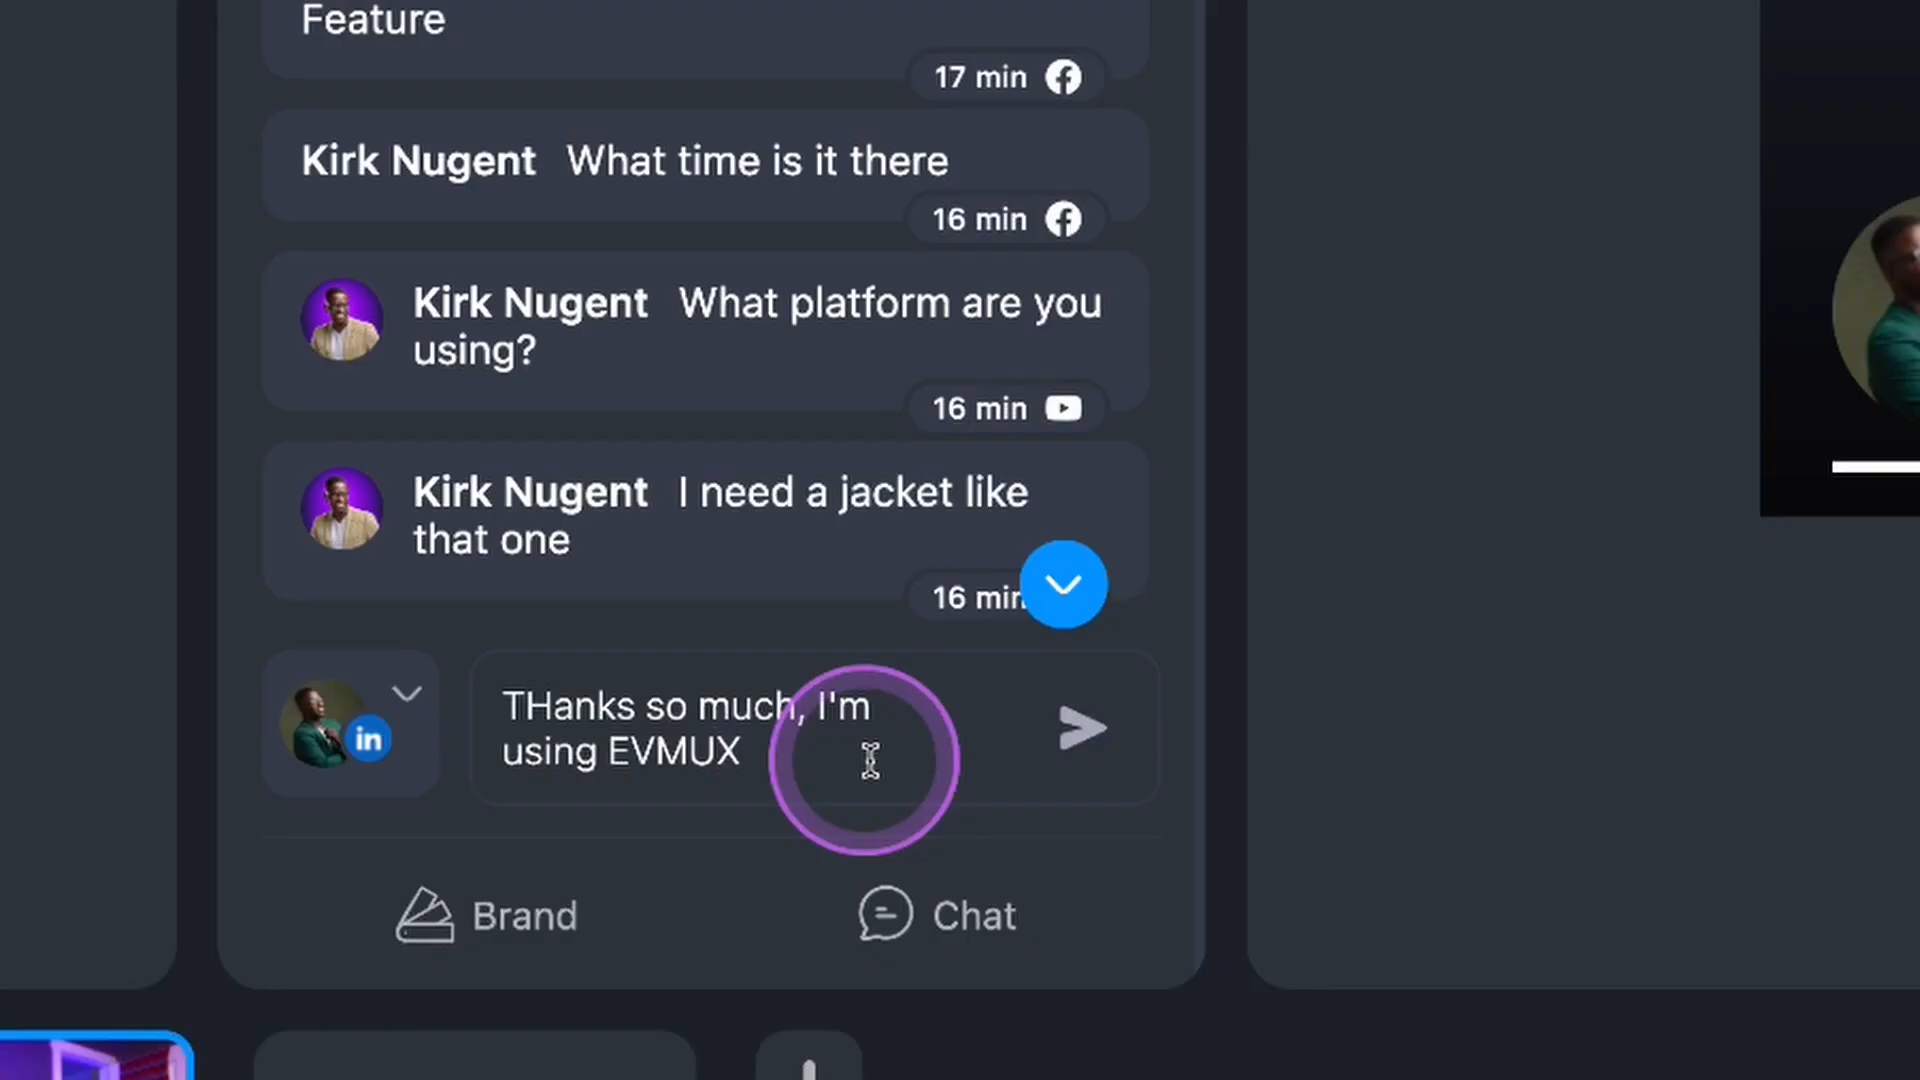 Feature
17 min
Kirk Nugent What time is it there
16 min
Kirk Nugent What platform are you
using?
16 min
Kirk Nugent I need a jacket like
that one
16 min
in
THanks so much, I'm
using EVMUX
Brand
Chat